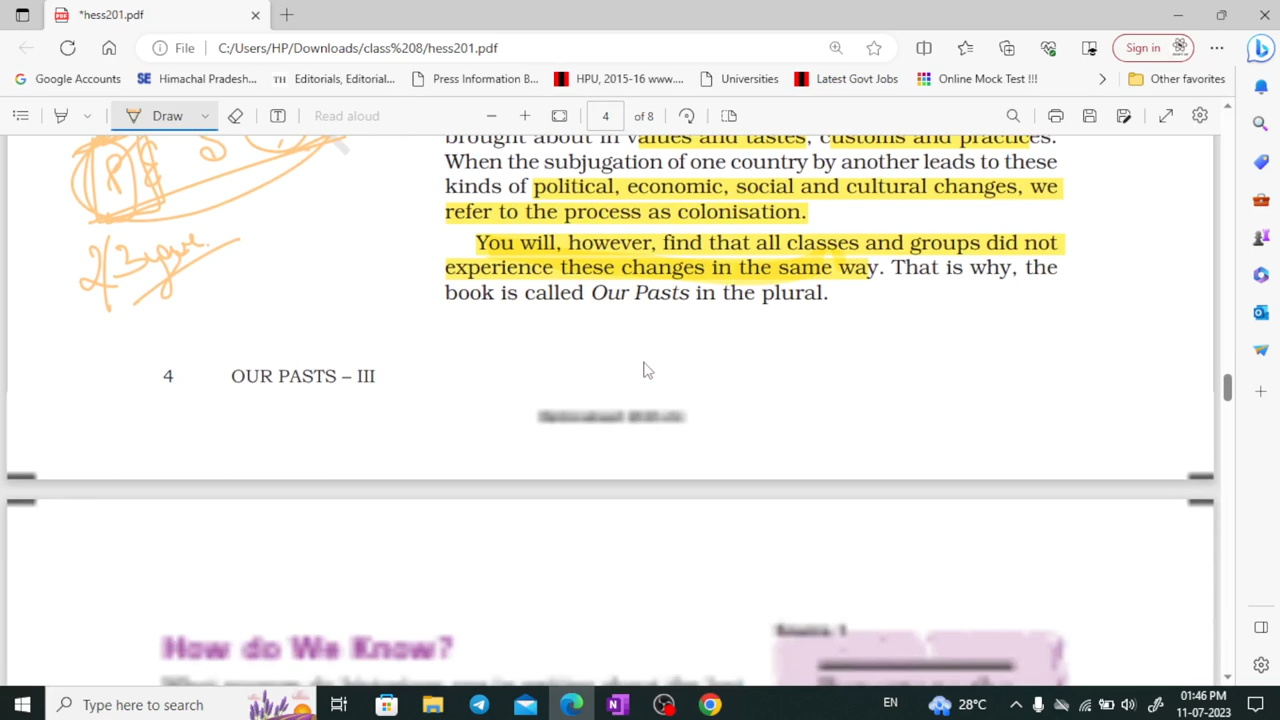 *hess201.pdf
File C:/Users/HP/Downloads/class%208/hess201.pdf Sign in
Google Accounts SE Himachal Pradesh... TH Editorials, Editorial... Press Information B... HPU, 2015-16 www.... Universities Latest Govt Jobs Online Mock Test !!! Other favorites
Draw Read aloud 4 of 8
brought about in values and tastes, customs and practices.
When the subjugation of one country by another leads to these
kinds of political, economic, social and cultural changes, we
refer to the process as colonisation.
You will, however, find that all classes and groups did not
experience these changes in the same way. That is why, the
book is called Our Pasts in the plural.
4 OUR PASTS – III
How do We Know?
Source 1
Type here to search EN 28°C 01:46 PM
11-07-2023